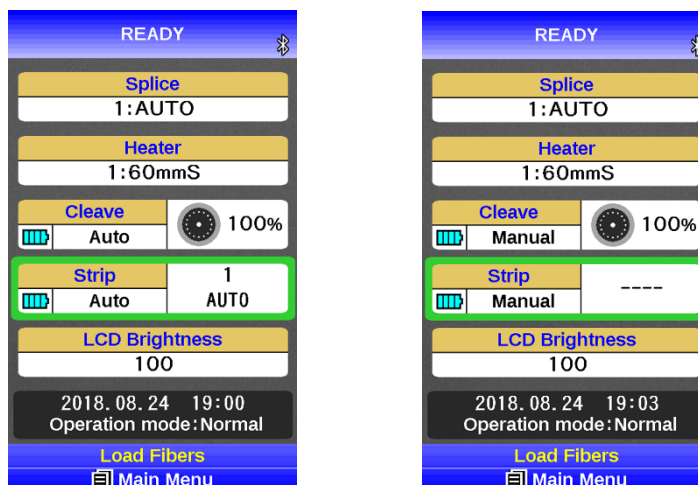 READY
Splice
1:AUTO
Heater
1:60mmS
Cleave
Auto
100%
Strip
Auto
1
AUTO
LCD Brightness
100
2018.08.24 19:00
Operation mode:Normal
Load Fibers
Main Menu
READY
Splice
1:AUTO
Heater
1:60mmS
Cleave
Manual
100%
Strip
Manual
----
LCD Brightness
100
2018.08.24 19:03
Operation mode:Normal
Load Fibers
Main Menu